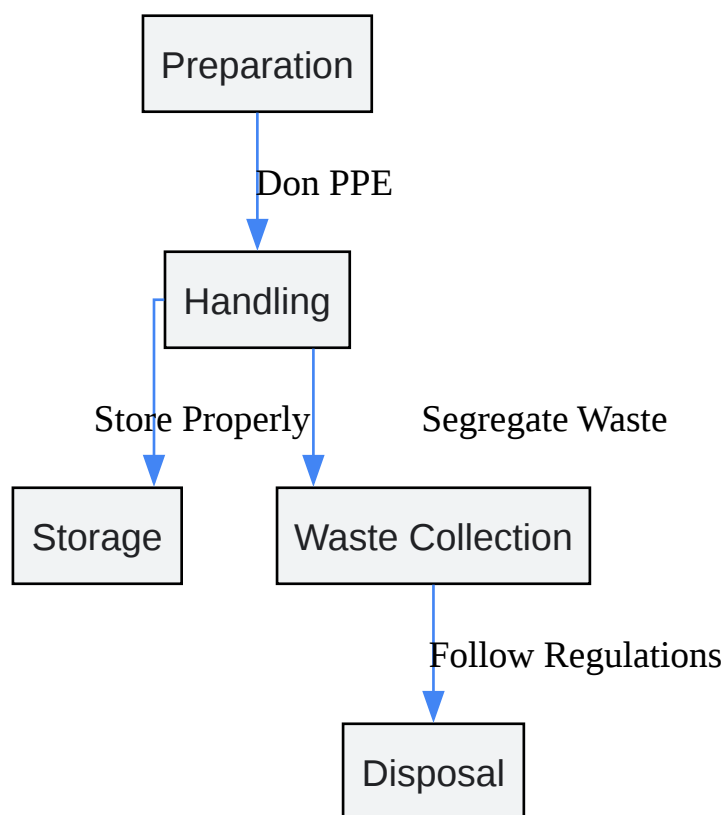 Preparation
Don PPE
Handling
Store Properly
Segregate Waste
Storage
Waste Collection
Follow Regulations
Disposal